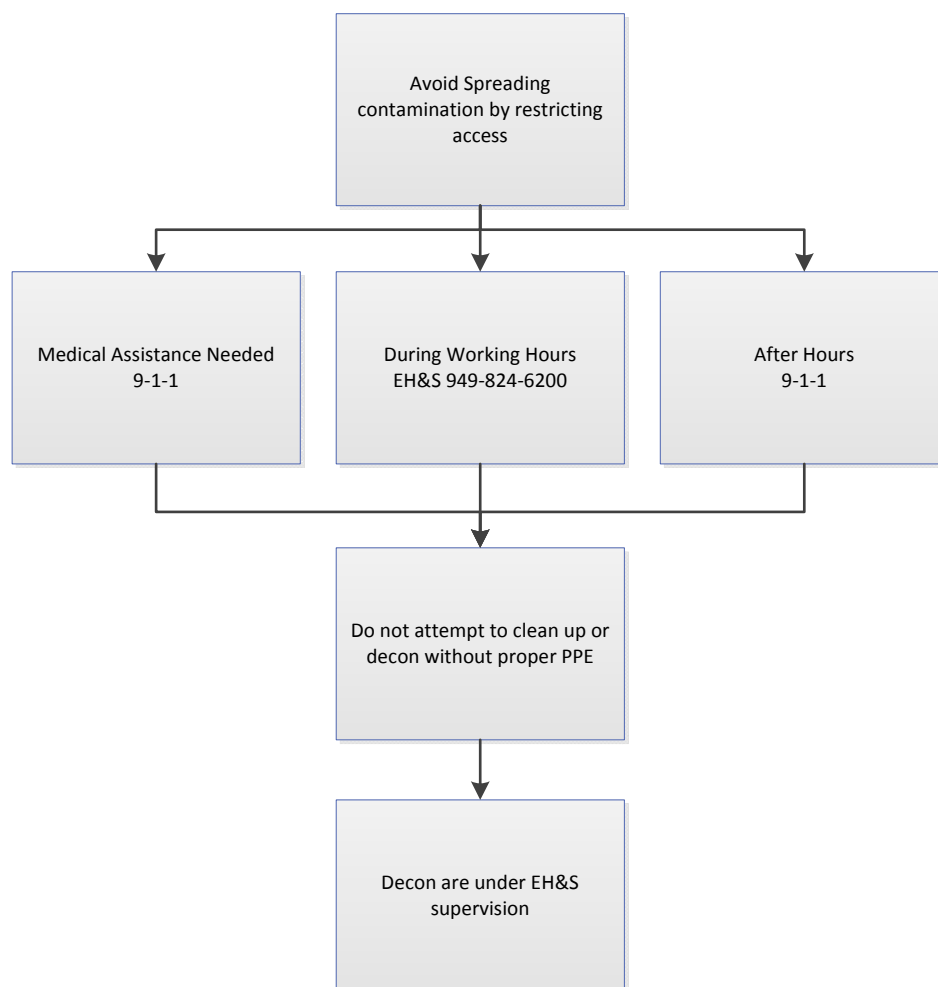 Avoid Spreading
contamination by restricting
access
Medical Assistance Needed
9-1-1
During Working Hours
EH&S 949-824-6200
After Hours
9-1-1
Do not attempt to clean up or
decon without proper PPE
Decon are under EH&S
supervision